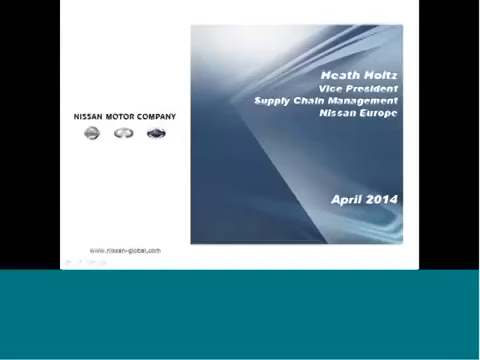 Heath Holtz
Vice President
Supply Chain Management
Nissan Europe
NISSAN MOTOR COMPANY
April 2014
www.nissan-global.com